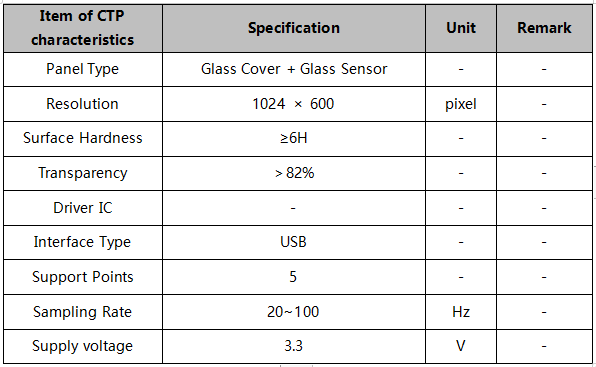 Item of CTP characteristics Specification Unit Remark
Panel Type Glass Cover + Glass Sensor - -
Resolution 1024 × 600 pixel -
Surface Hardness ≥6H - -
Transparency ＞82% - -
Driver IC - - -
Interface Type USB - -
Support Points 5 - -
Sampling Rate 20~100 Hz -
Supply voltage 3.3 V -